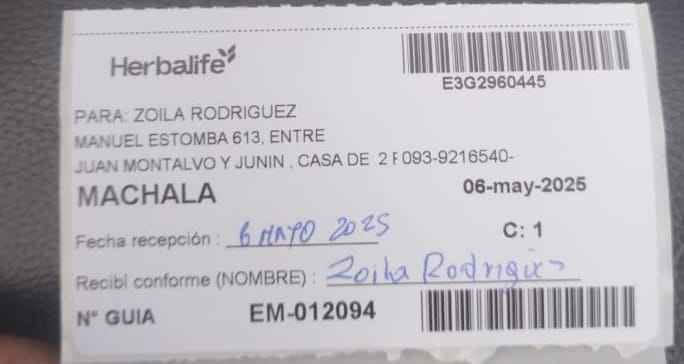 Herbalife
E3G2960445
PARA: ZOILA RODRIGUEZ
MANUEL ESTOMBA 613, ENTRE
JUAN MONTALVO Y JUNIN , CASA DE 2 F 093-9216540-
MACHALA 06-may-2025
Fecha recepción : 6 MAYO 2025 C: 1
Recibí conforme (NOMBRE) : Zoila Rodriguez
N° GUIA EM-012094